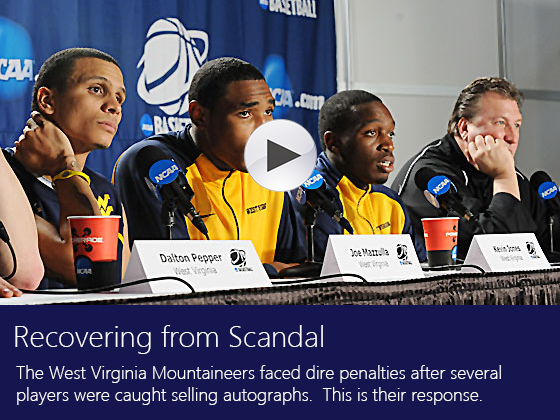 BASKETBALL
NCAA
NCAA
.com
WEST VIRGINIA
NCAA
NCAA
NCAA
NCAA
NCAA
Dalton Pepper
West Virginia
Joe Mazzulla
West Virginia
Kevin Jones
West Virginia
Recovering from Scandal
The West Virginia Mountaineers faced dire penalties after several
players were caught selling autographs.  This is their response.